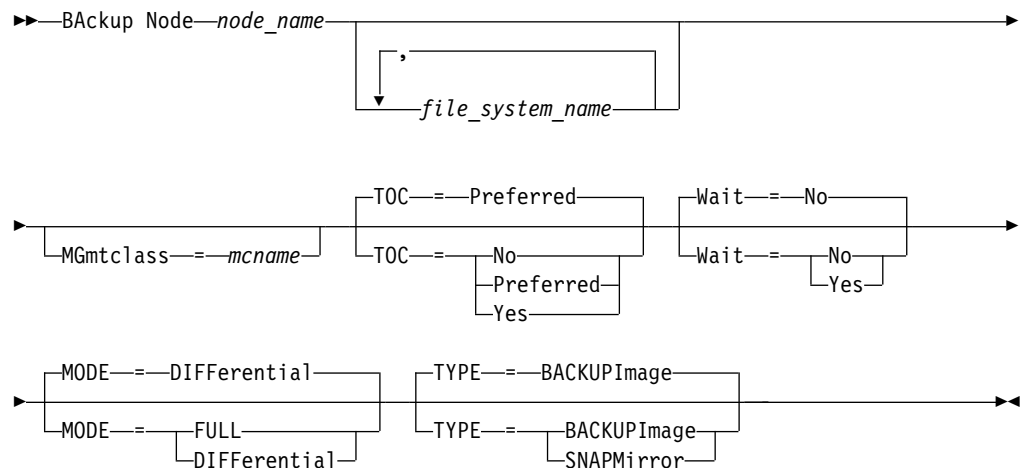 BAckup Node node_name
,
file_system_name
TOC = Preferred Wait = No
MGmtclass = mcname TOC = No Wait = No
Preferred Yes
Yes
MODE = DIFFerential TYPE = BACKUPImage
MODE = FULL TYPE = BACKUPImage
DIFFerential SNAPMirror